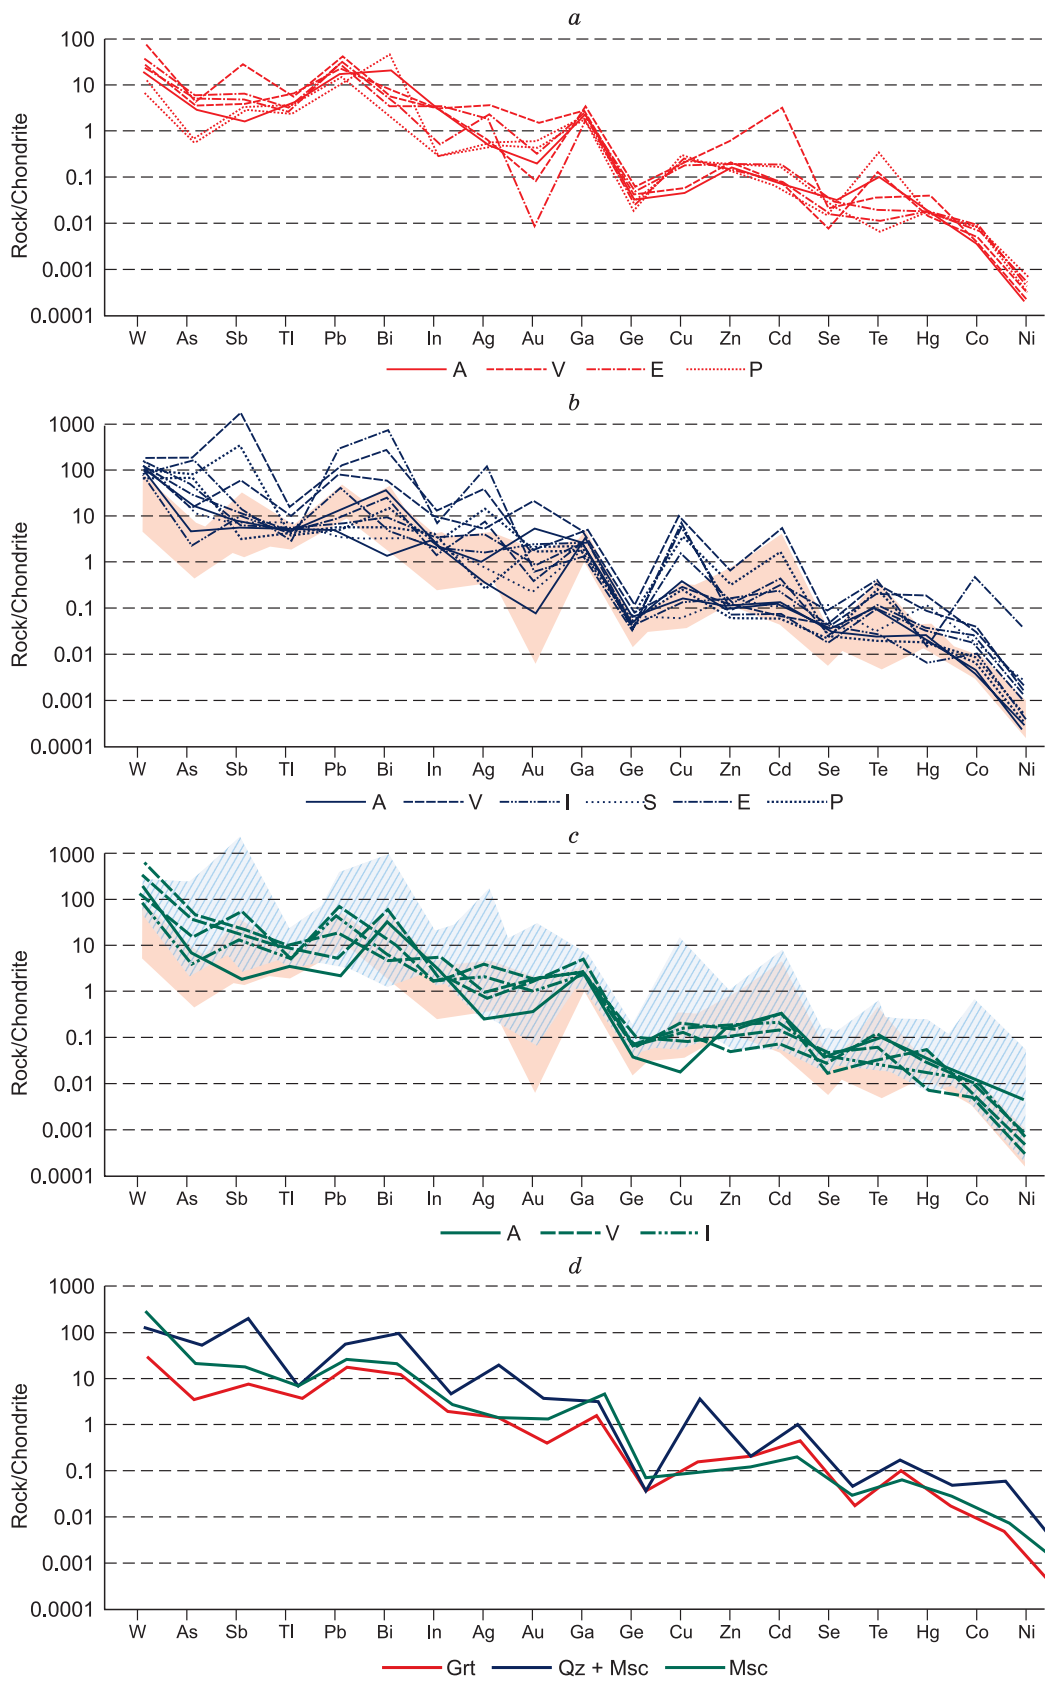 a
100
10
1
0.1
0.01
0.001
0.0001
Rock/Chondrite
W As Sb Tl Pb Bi In Ag Au Ga Ge Cu Zn Cd Se Te Hg Co Ni
A V E P
b
1000
100
10
1
0.1
0.01
0.001
0.0001
Rock/Chondrite
W As Sb Tl Pb Bi In Ag Au Ga Ge Cu Zn Cd Se Te Hg Co Ni
A V I S E P
c
1000
100
10
1
0.1
0.01
0.001
0.0001
Rock/Chondrite
W As Sb Tl Pb Bi In Ag Au Ga Ge Cu Zn Cd Se Te Hg Co Ni
A V I
d
1000
100
10
1
0.1
0.01
0.001
0.0001
Rock/Chondrite
W As Sb Tl Pb Bi In Ag Au Ga Ge Cu Zn Cd Se Te Hg Co Ni
Grt Qz + Msc Msc